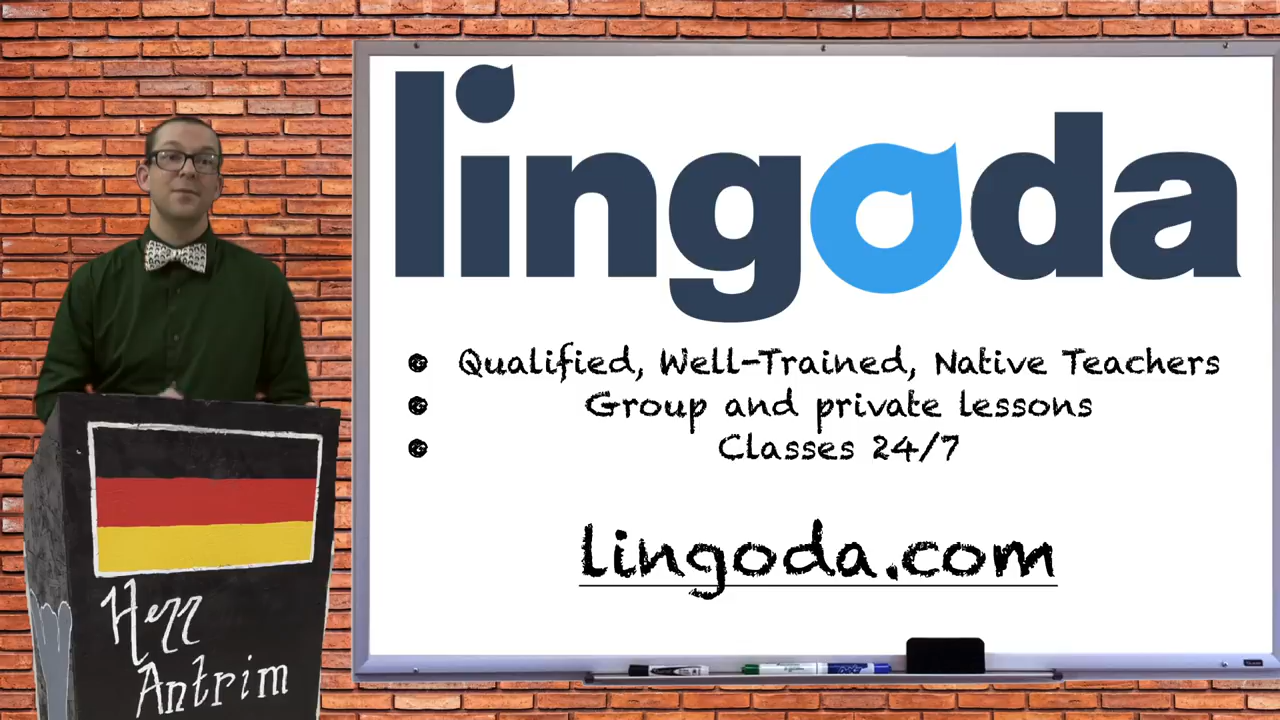 lingoda
Qualified, Well-Trained, Native Teachers
Group and private lessons
Classes 24/7
lingoda.com
Herr
Antrim